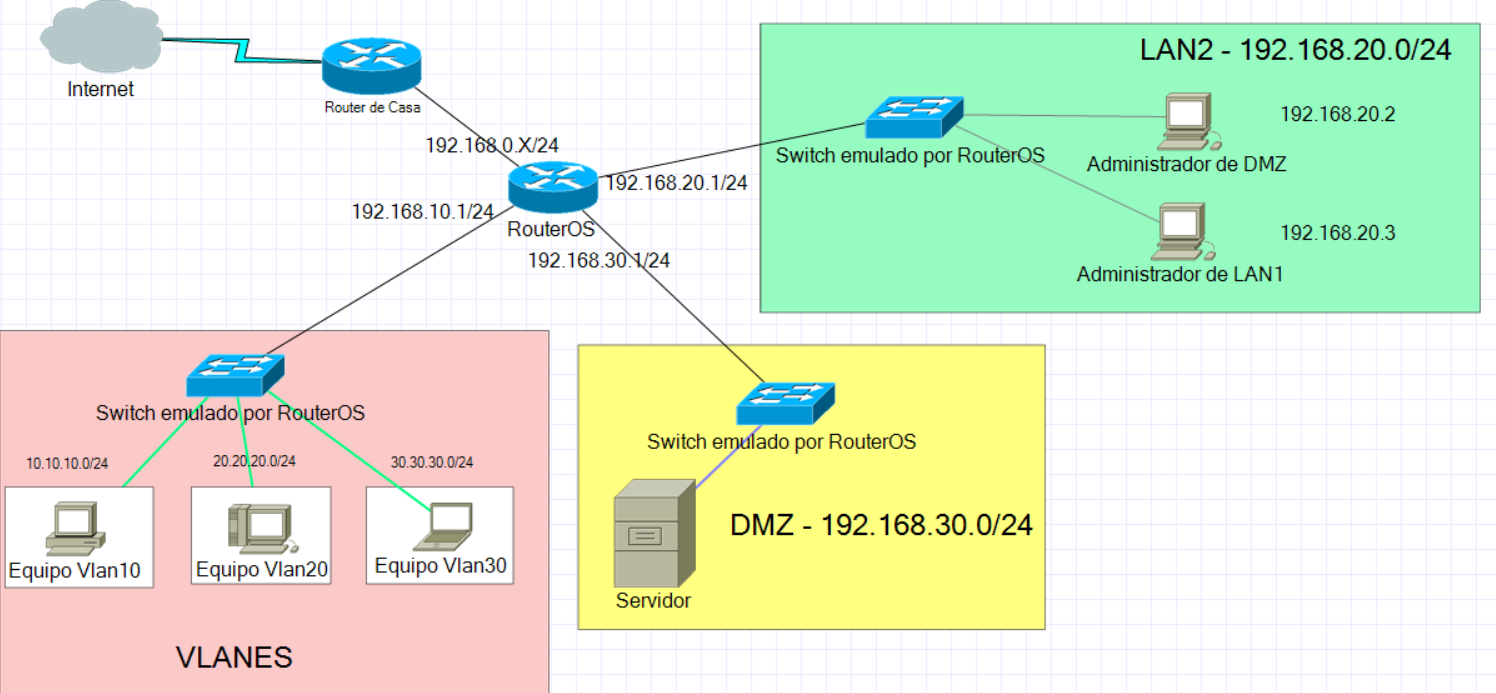 Internet
Router de Casa
192.168.0.X/24
192.168.10.1/24
RouterOS
192.168.20.1/24
192.168.30.1/24
LAN2 - 192.168.20.0/24
Switch emulado por RouterOS
192.168.20.2
Administrador de DMZ
192.168.20.3
Administrador de LAN1
Switch emulado por RouterOS
10.10.10.0/24
20.20.20.0/24
30.30.30.0/24
Equipo Vlan10
Equipo Vlan20
Equipo Vlan30
VLANES
Switch emulado por RouterOS
DMZ - 192.168.30.0/24
Servidor